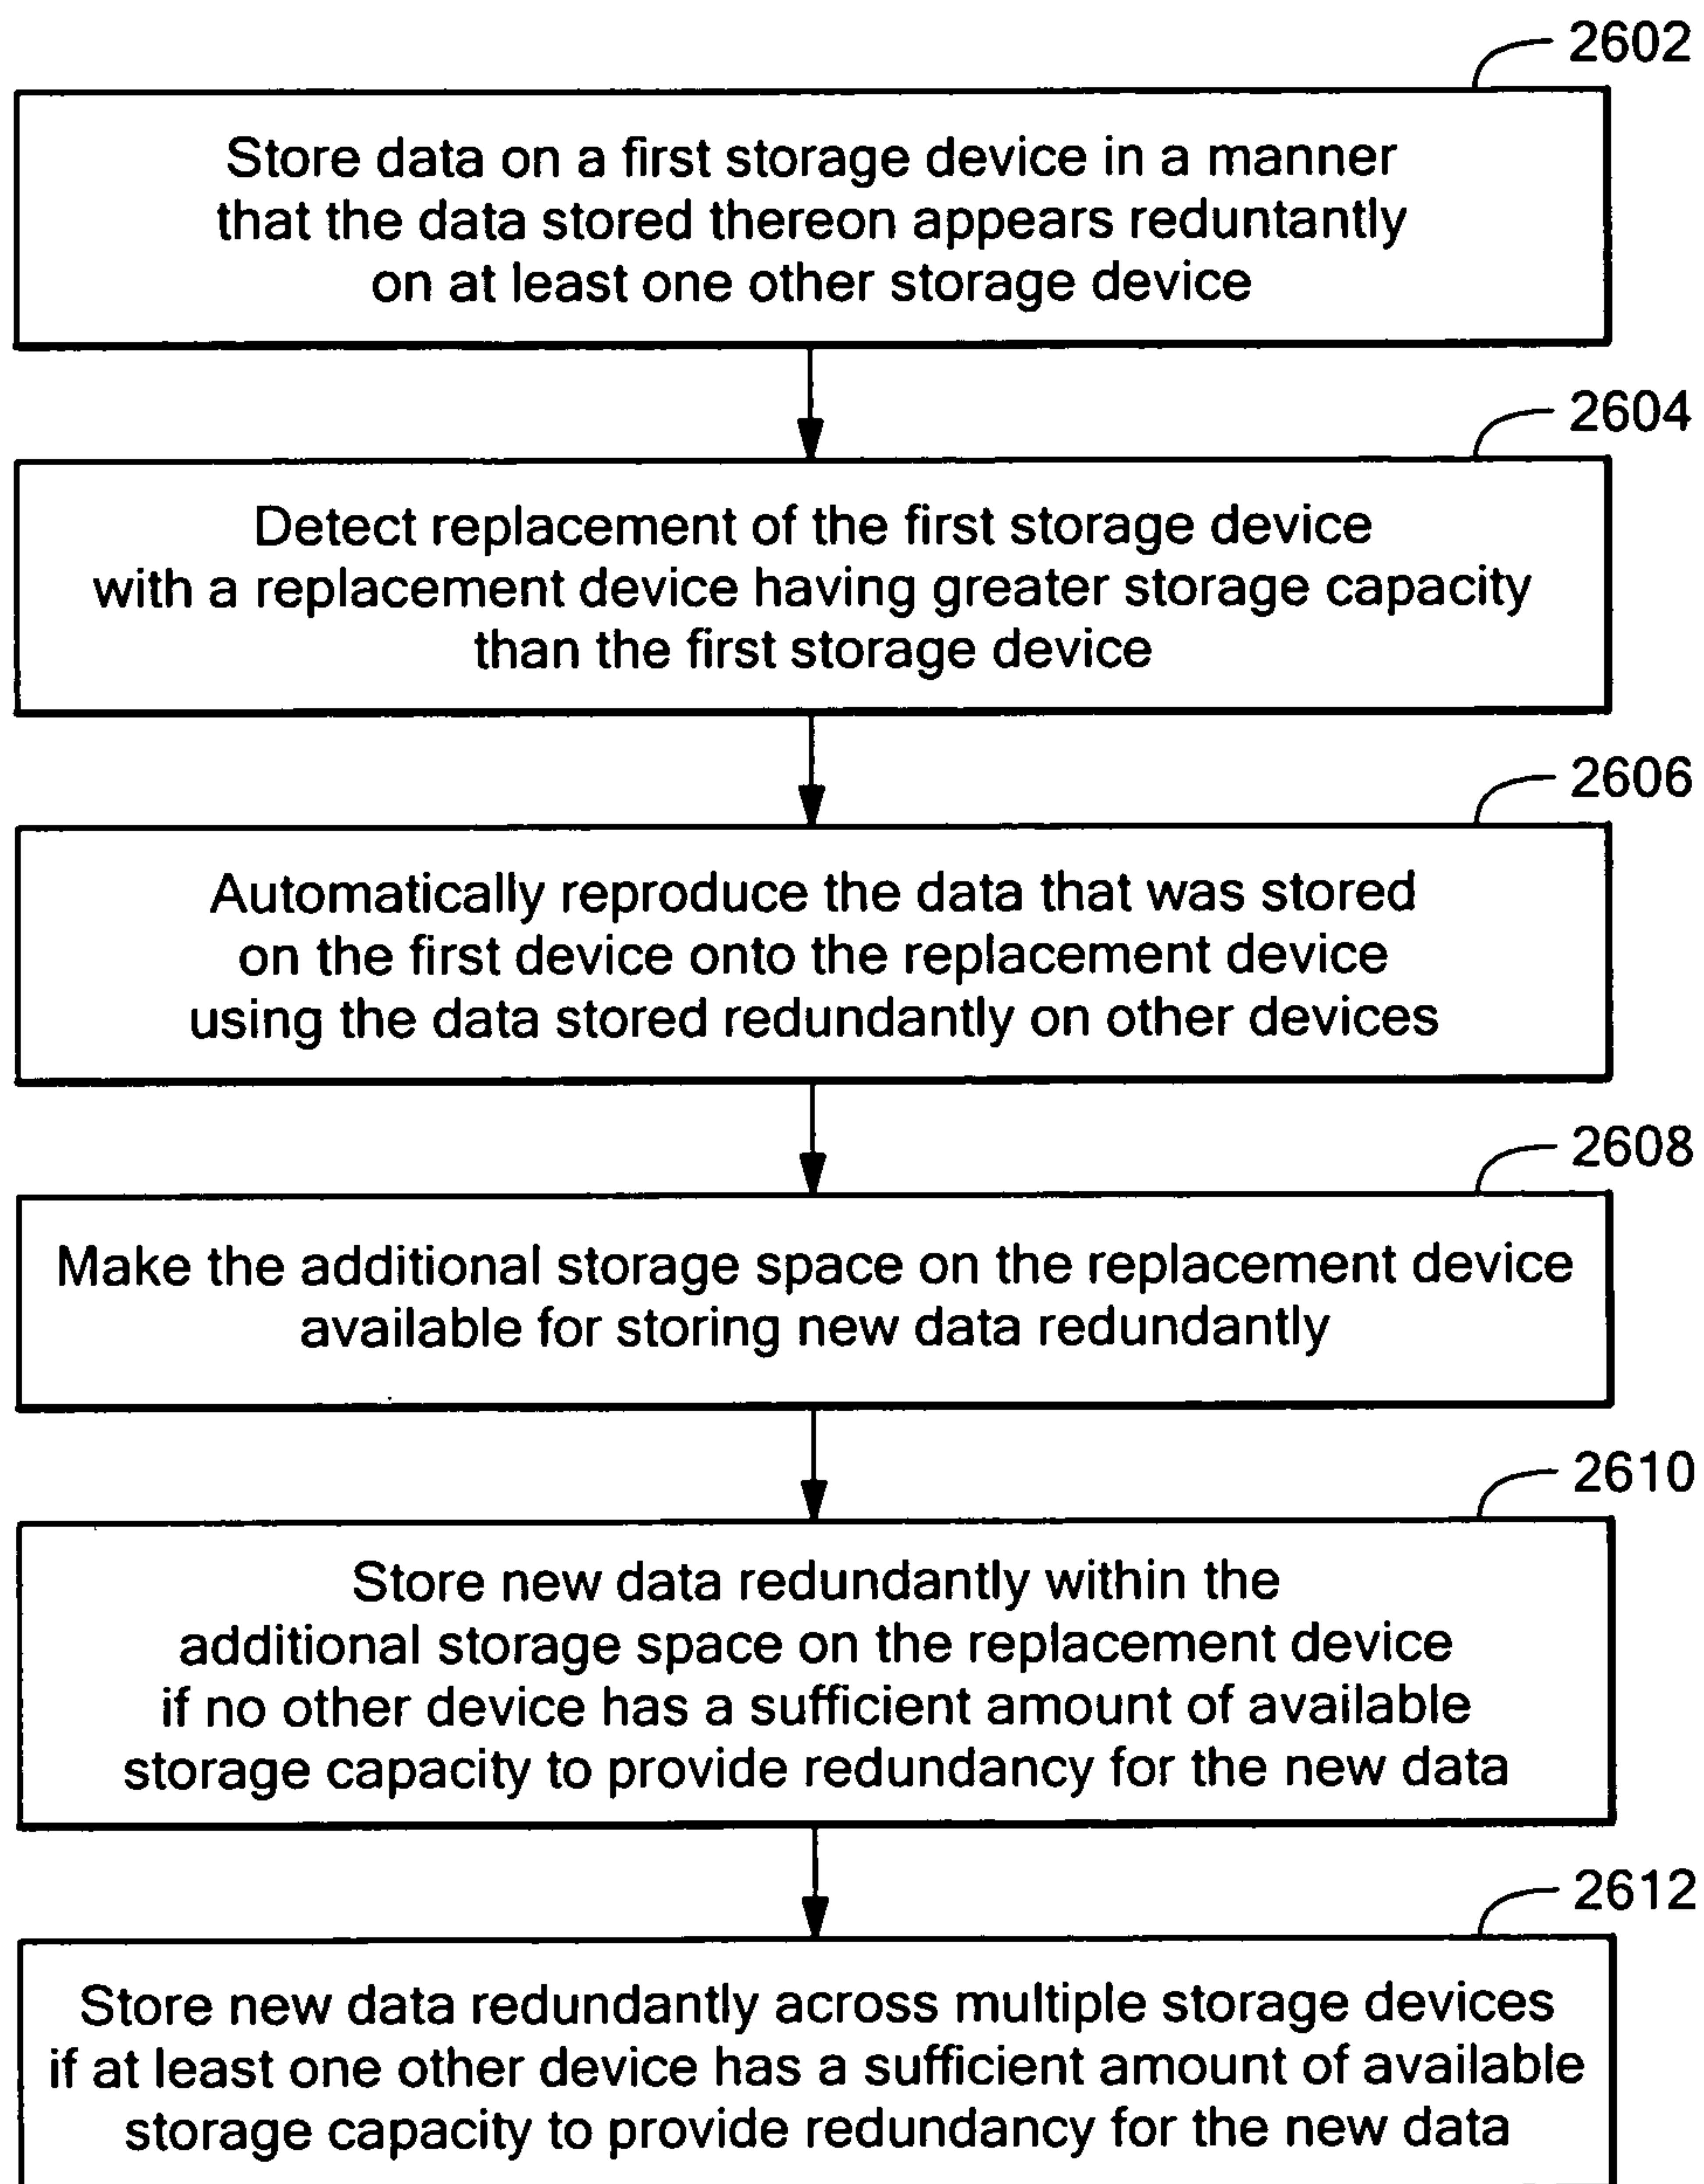 2602
Store data on a first storage device in a manner
that the data stored thereon appears reduntantly
on at least one other storage device
2604
Detect replacement of the first storage device
with a replacement device having greater storage capacity
than the first storage device
2606
Automatically reproduce the data that was stored
on the first device onto the replacement device
using the data stored redundantly on other devices
2608
Make the additional storage space on the replacement device
available for storing new data redundantly
2610
Store new data redundantly within the
additional storage space on the replacement device
if no other device has a sufficient amount of available
storage capacity to provide redundancy for the new data
2612
Store new data redundantly across multiple storage devices
if at least one other device has a sufficient amount of available
storage capacity to provide redundancy for the new data